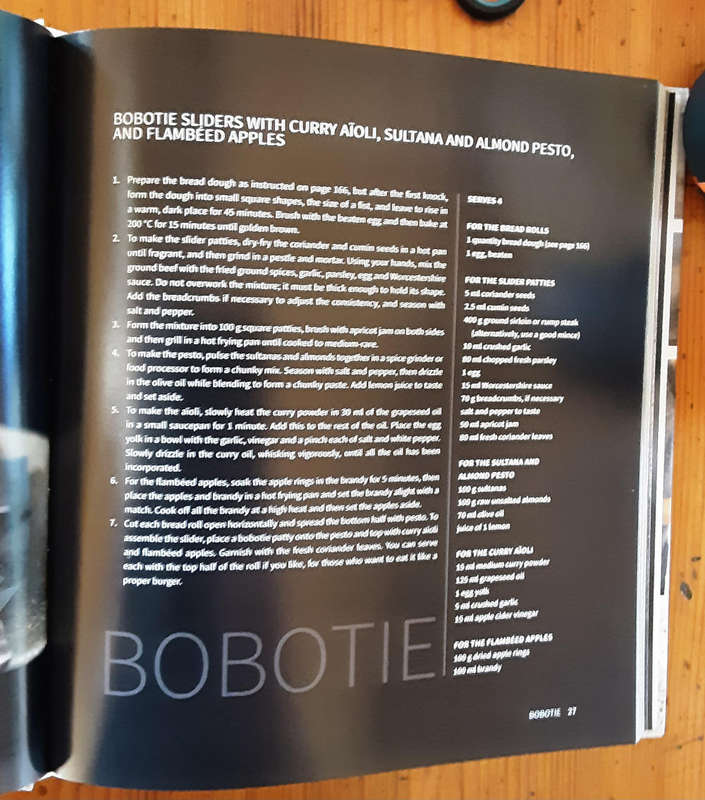 BOBOTIE SLIDERS WITH CURRY AÏOLI, SULTANA AND ALMOND PESTO,
AND FLAMBÉED APPLES
1. Prepare the bread dough as instructed on page 166, but after the first knock,
form the dough into small square shapes, the size of a fist, and leave to rise in
a warm, dark place for 45 minutes. Brush with the beaten egg and then bake at
200 °C for 15 minutes until golden brown.
2. To make the slider patties, dry-fry the coriander and cumin seeds in a hot pan
until fragrant, and then grind in a pestle and mortar. Using your hands, mix the
ground beef with the fried ground spices, garlic, parsley, egg and Worcestershire
sauce. Do not overwork the mixture; it must be thick enough to hold its shape.
Add the breadcrumbs if necessary to adjust the consistency, and season with
salt and pepper.
3. Form the mixture into 100 g square patties, brush with apricot jam on both sides
and then grill in a hot frying pan until cooked to medium-rare.
4. To make the pesto, pulse the sultanas and almonds together in a spice grinder or
food processor to form a chunky mix. Season with salt and pepper, then drizzle
in the olive oil while blending to form a chunky paste. Add lemon juice to taste
and set aside.
5. To make the aïoli, slowly heat the curry powder in 30 ml of the grapeseed oil
in a small saucepan for 1 minute. Add this to the rest of the oil. Place the egg
yolk in a bowl with the garlic, vinegar and a pinch each of salt and white pepper.
Slowly drizzle in the curry oil, whisking vigorously, until all the oil has been
incorporated.
6. For the flambéed apples, soak the apple rings in the brandy for 5 minutes, then
place the apples and brandy in a hot frying pan and set the brandy alight with a
match. Cook off all the brandy at a high heat and then set the apples aside.
7. Cut each bread roll open horizontally and spread the bottom half with pesto. To
assemble the slider, place a bobotie patty onto the pesto and top with curry aïoli
and flambéed apples. Garnish with the fresh coriander leaves. You can serve
each with the top half of the roll if you like, for those who want to eat it like a
proper burger.
SERVES 4
FOR THE BREAD ROLLS
1 quantity bread dough (see page 166)
1 egg, beaten
FOR THE SLIDER PATTIES
5 ml coriander seeds
2.5 ml cumin seeds
400 g ground sirloin or rump steak
(alternatively, use a good mince)
10 ml crushed garlic
80 ml chopped fresh parsley
1 egg
15 ml Worcestershire sauce
70 g breadcrumbs, if necessary
salt and pepper to taste
50 ml apricot jam
80 ml fresh coriander leaves
FOR THE SULTANA AND
ALMOND PESTO
100 g sultanas
100 g raw unsalted almonds
70 ml olive oil
juice of 1 lemon
FOR THE CURRY AÏOLI
15 ml medium curry powder
125 ml grapeseed oil
1 egg yolk
5 ml crushed garlic
15 ml apple cider vinegar
FOR THE FLAMBÉED APPLES
100 g dried apple rings
100 ml brandy
BOBOTIE
BOBOTIE 27